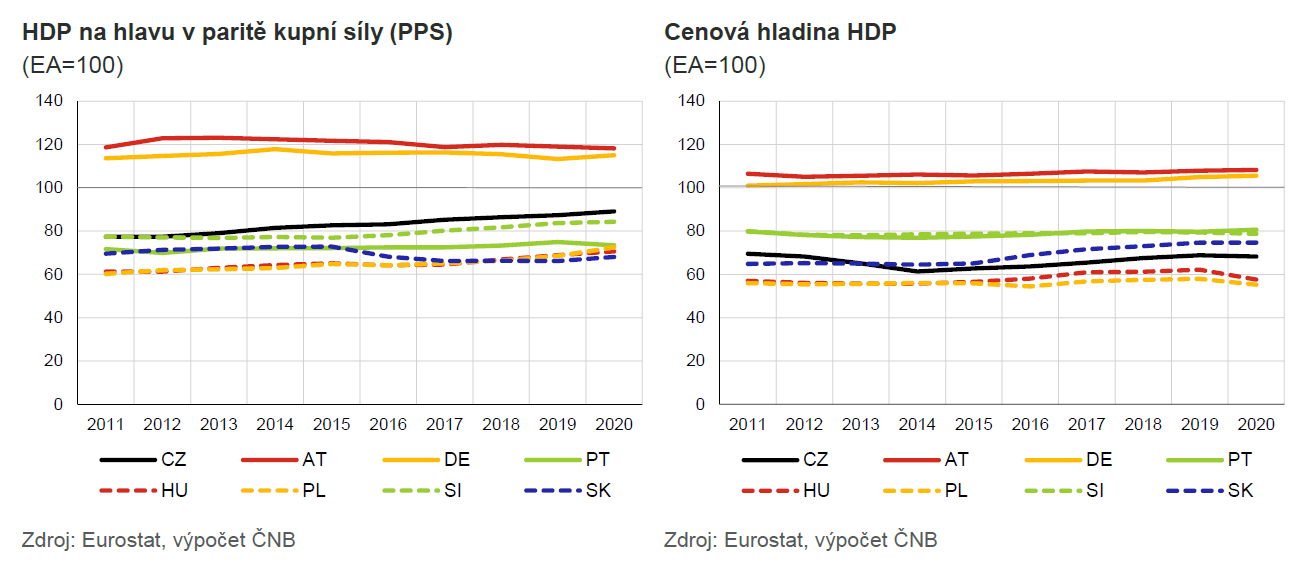 HDP na hlavu v paritě kupní síly (PPS)
(EA=100)
140
120
100
80
60
40
20
0
2011 2012 2013 2014 2015 2016 2017 2018 2019 2020
CZ AT DE PT
HU PL SI SK
Zdroj: Eurostat, výpočet ČNB
Cenová hladina HDP
(EA=100)
140
120
100
80
60
40
20
0
2011 2012 2013 2014 2015 2016 2017 2018 2019 2020
CZ AT DE PT
HU PL SI SK
Zdroj: Eurostat, výpočet ČNB